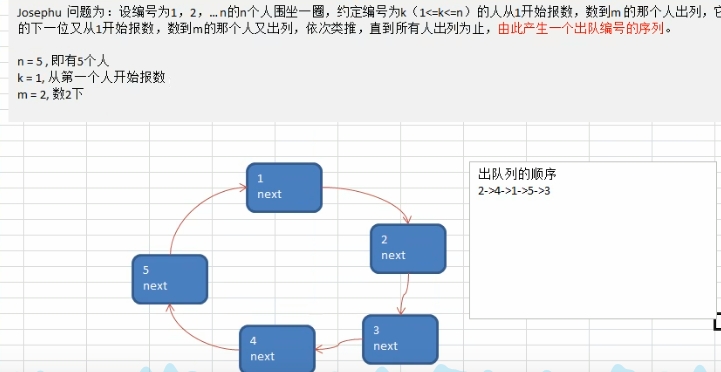 Josephu 问题为：设编号为1，2，… n的n个人围坐一圈，约定编号为k（1<=k<=n）的人从1开始报数，数到m 的那个人出列，它
的下一位又从1开始报数，数到m的那个人又出列，依次类推，直到所有人出列为止，由此产生一个出队编号的序列。
n = 5 , 即有5个人
k = 1, 从第一个人开始报数
m = 2, 数2下
1
next
2
next
3
next
4
next
5
next
出队列的顺序
2->4->1->5->3